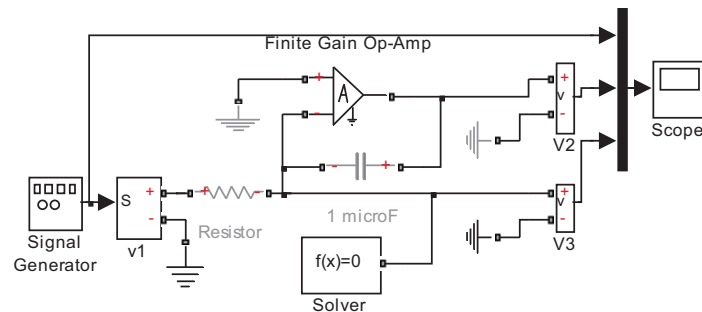 Finite Gain Op-Amp
+
A
-
+
v
-
V2
Scope
-
+
S
+
-
v1
+
-
Resistor
1 microF
+
v
-
V3
Signal
Generator
f(x)=0
Solver